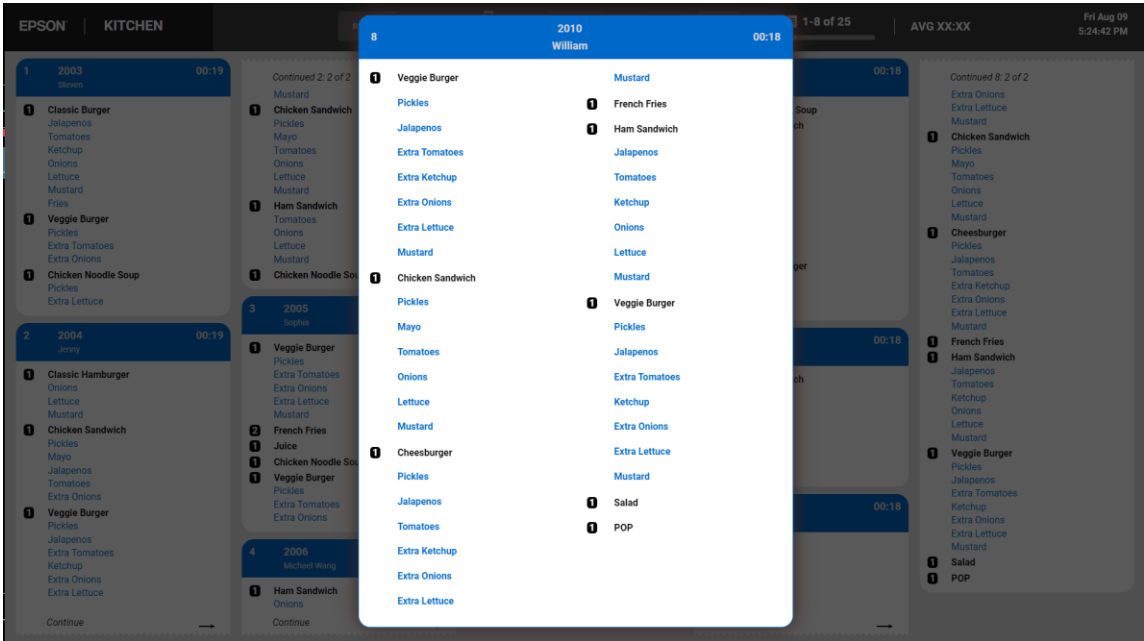 EPSON
KITCHEN
1-8 of 25
AVG XX:XX
Fri Aug 09
5:24:42 PM
1 2003 00:19
Steven
1 Classic Burger
Jalapenos
Tomatoes
Ketchup
Onions
Lettuce
Mustard
Fries
1 Veggie Burger
Pickles
Extra Tomatoes
Extra Onions
1 Chicken Noodle Soup
Pickles
Extra Lettuce
2 2004 00:19
Jenny
1 Classic Hamburger
Onions
Lettuce
Mustard
1 Chicken Sandwich
Pickles
Mayo
Jalapenos
Tomatoes
Extra Onions
1 Veggie Burger
Pickles
Jalapenos
Extra Tomatoes
Ketchup
Extra Onions
Extra Lettuce
Continue
Continued 2: 2 of 2
Mustard
1 Chicken Sandwich
Pickles
Mayo
Tomatoes
Onions
Lettuce
Mustard
1 Ham Sandwich
Tomatoes
Onions
Lettuce
Mustard
1 Chicken Noodle Sou
3 2005
Sophia
1 Veggie Burger
Pickles
Extra Tomatoes
Extra Onions
Extra Lettuce
Mustard
2 French Fries
1 Juice
1 Chicken Noodle Sou
1 Veggie Burger
Pickles
Extra Tomatoes
Extra Onions
4 2006
Michael Wang
1 Ham Sandwich
Onions
Continue
8 2010 00:18
William
1 Veggie Burger
Pickles
Jalapenos
Extra Tomatoes
Extra Ketchup
Extra Onions
Extra Lettuce
Mustard
1 Chicken Sandwich
Pickles
Mayo
Tomatoes
Onions
Lettuce
Mustard
1 Cheesburger
Pickles
Jalapenos
Tomatoes
Extra Ketchup
Extra Onions
Extra Lettuce
Mustard
1 French Fries
1 Ham Sandwich
Jalapenos
Tomatoes
Ketchup
Onions
Lettuce
Mustard
1 Veggie Burger
Pickles
Jalapenos
Extra Tomatoes
Ketchup
Extra Onions
Extra Lettuce
Mustard
1 Salad
1 POP
00:18
Soup
ch
ger
00:18
ch
00:18
Continued 8: 2 of 2
Extra Onions
Extra Lettuce
Mustard
1 Chicken Sandwich
Pickles
Mayo
Tomatoes
Onions
Lettuce
Mustard
1 Cheesburger
Pickles
Jalapenos
Tomatoes
Extra Ketchup
Extra Onions
Extra Lettuce
Mustard
1 French Fries
1 Ham Sandwich
Jalapenos
Tomatoes
Ketchup
Onions
Lettuce
Mustard
1 Veggie Burger
Pickles
Jalapenos
Extra Tomatoes
Ketchup
Extra Onions
Extra Lettuce
Mustard
1 Salad
1 POP